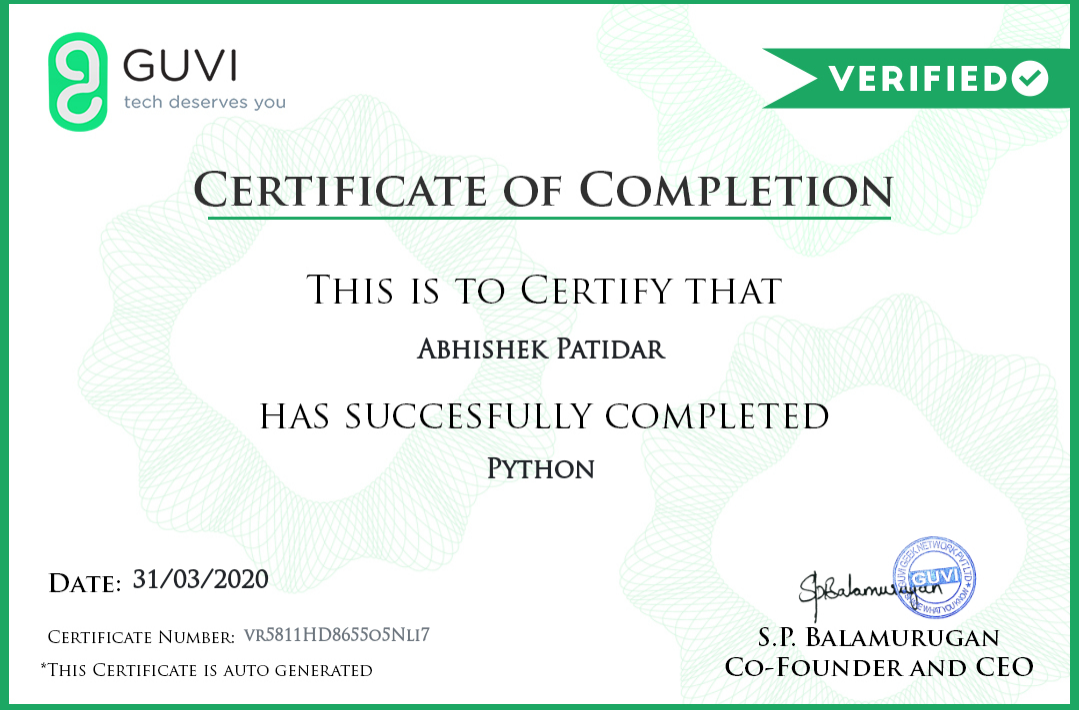 GUVI
tech deserves you
VERIFIED
Certificate of Completion
This is to Certify that
Abhishek Patidar
has succesfully completed
Python
Date: 31/03/2020
Certificate Number: vr5811HD8655o5Nli7
*This Certificate is auto generated
SpBalamurugan
GUVI GEEK NETWORK PVT LTD
GUVI
WHAT YOU KNOW
S.P. Balamurugan
Co-Founder and CEO